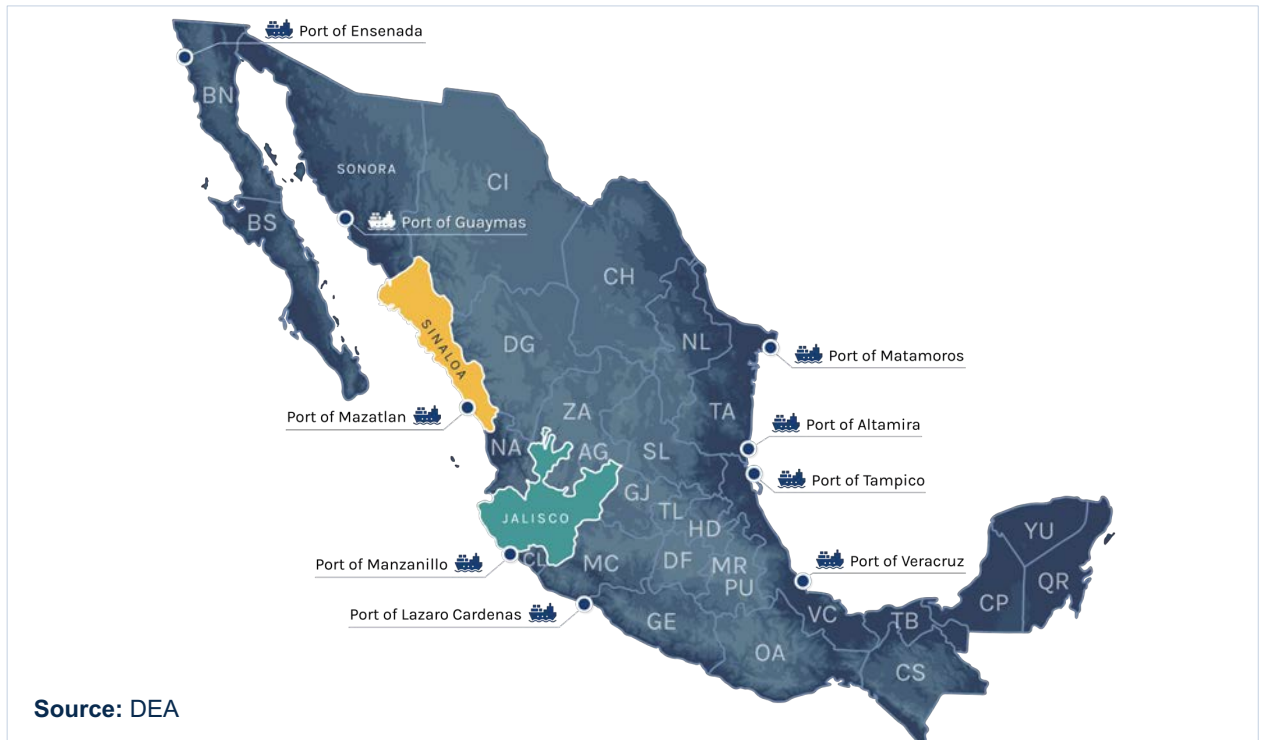 Port of Ensenada
BN
SONORA
CI
BS
Port of Guaymas
CH
SINALOA
DG
NL
Port of Matamoros
Port of Mazatlan
ZA
TA
Port of Altamira
NA
AG
SL
Port of Tampico
GJ
JALISCO
TL
HD
YU
Port of Manzanillo
CL
MC
DF
MR
PU
Port of Veracruz
QR
CP
Port of Lazaro Cardenas
GE
VC
TB
OA
CS
Source: DEA